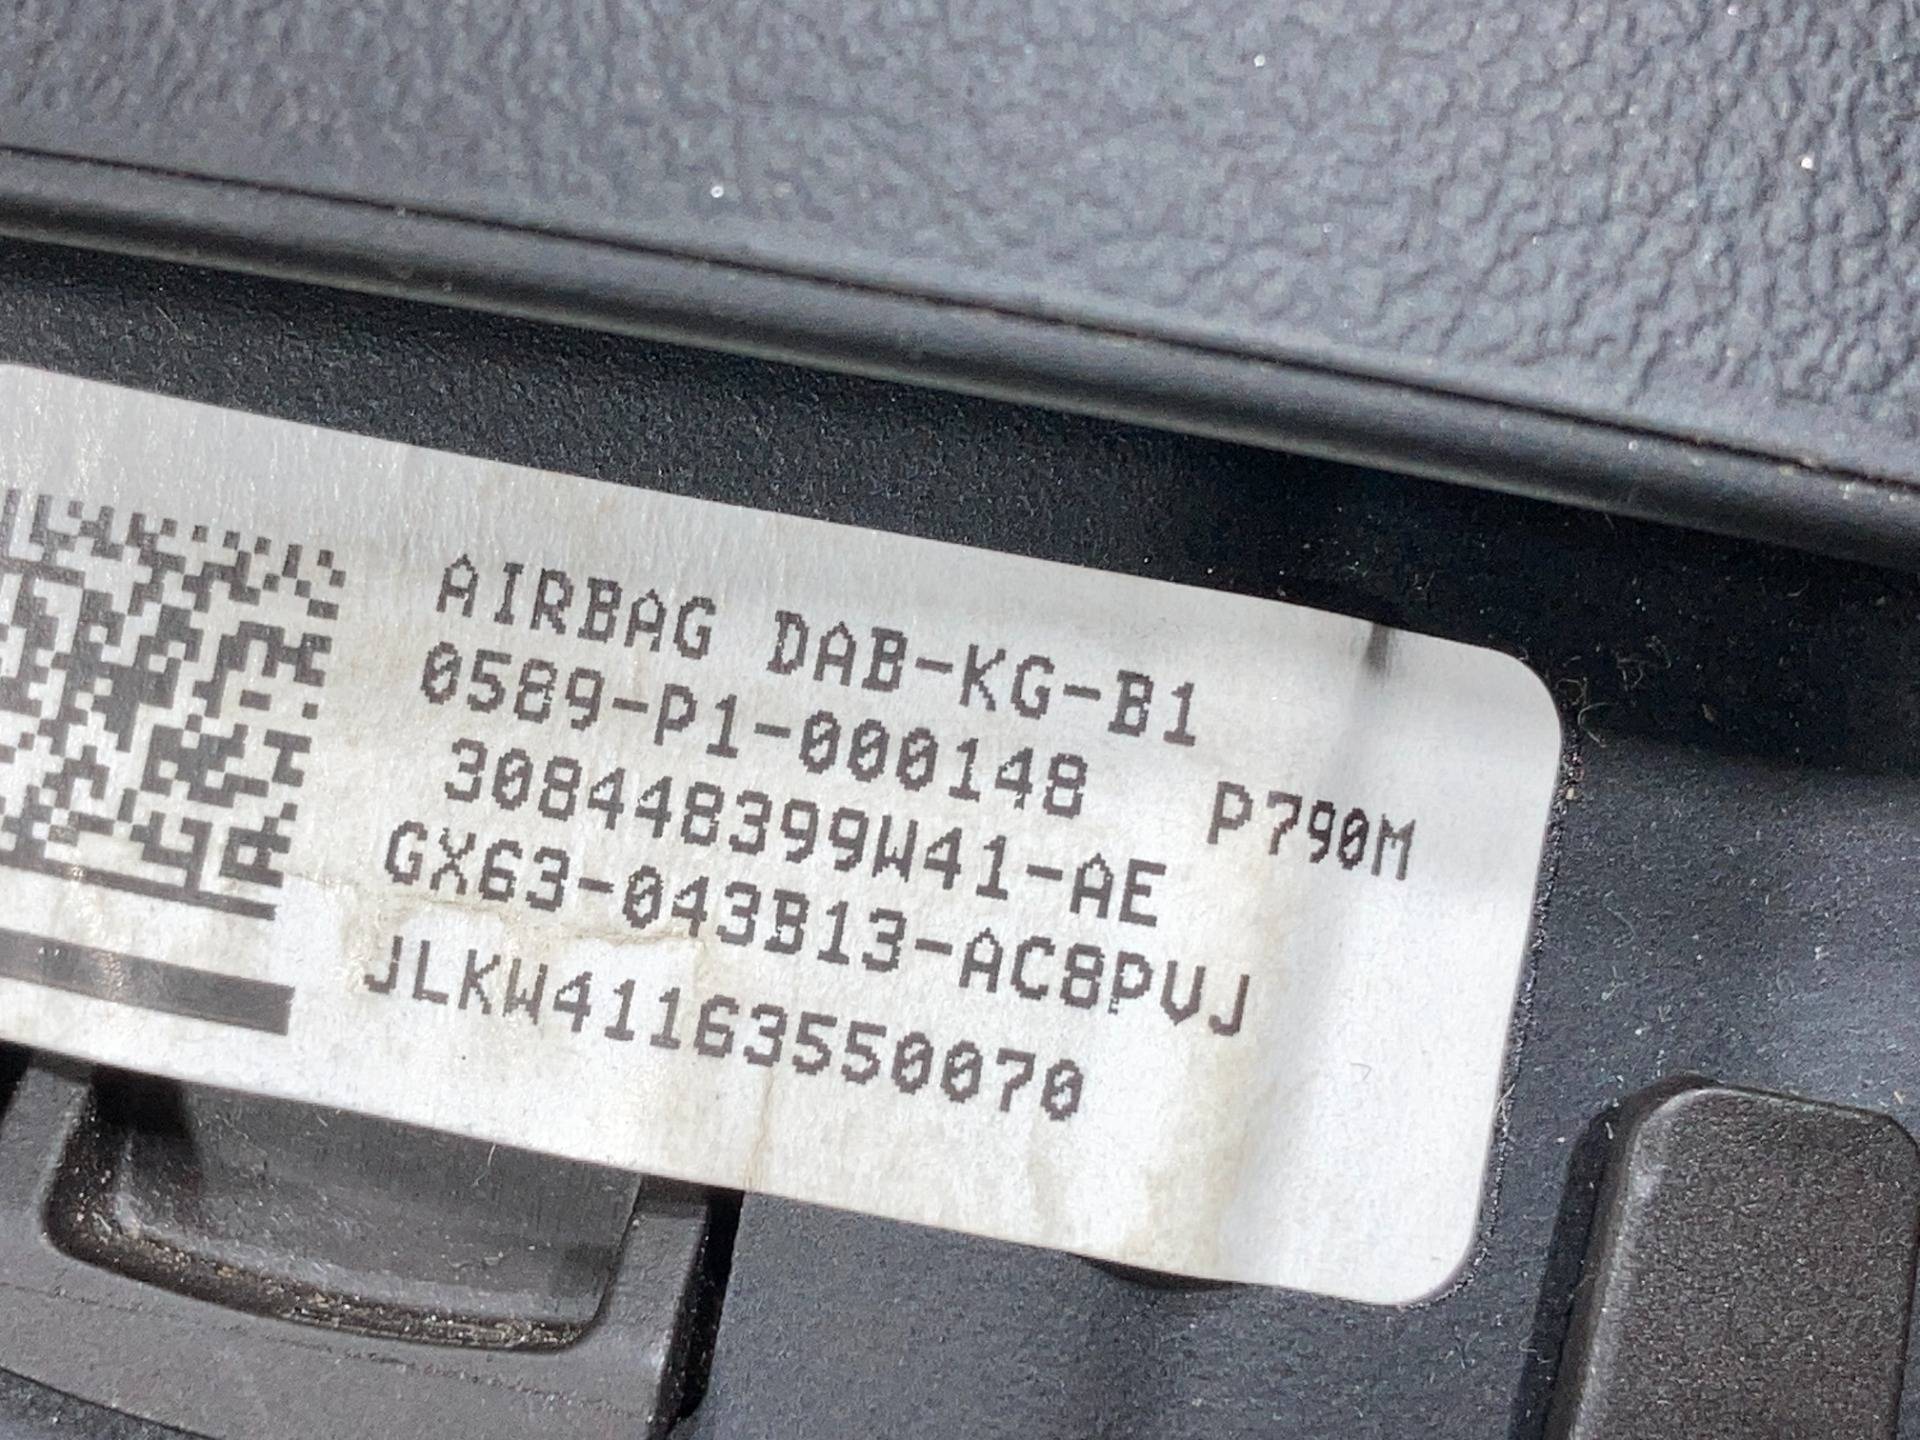 AIRBAG DAB-KG-B1
0589-P1-000148 P790M
308448399W41-AE
GX63-043B13-AC8PVJ
JLKW41163550070